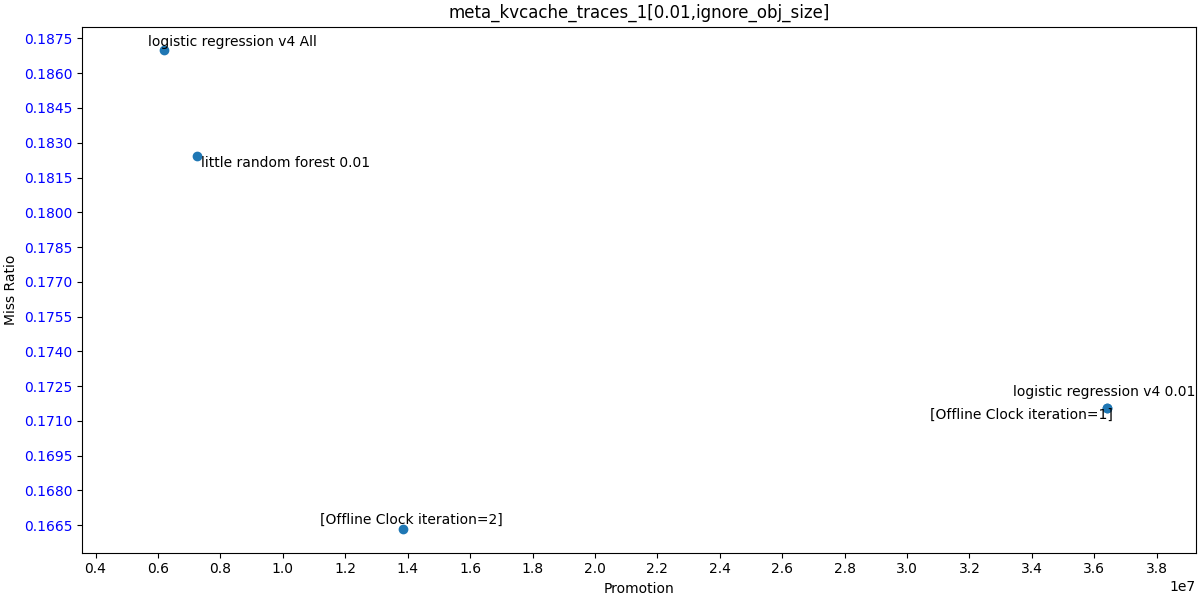 meta_kvcache_traces_1[0.01,ignore_obj_size]
0.1875
0.1860
0.1845
0.1830
0.1815
0.1800
0.1785
0.1770
0.1755
0.1740
0.1725
0.1710
0.1695
0.1680
0.1665
Miss Ratio
logistic regression v4 All
little random forest 0.01
logistic regression v4 0.01
[Offline Clock iteration=1]
[Offline Clock iteration=2]
0.4 0.6 0.8 1.0 1.2 1.4 1.6 1.8 2.0 2.2 2.4 2.6 2.8 3.0 3.2 3.4 3.6 3.8
1e7
Promotion